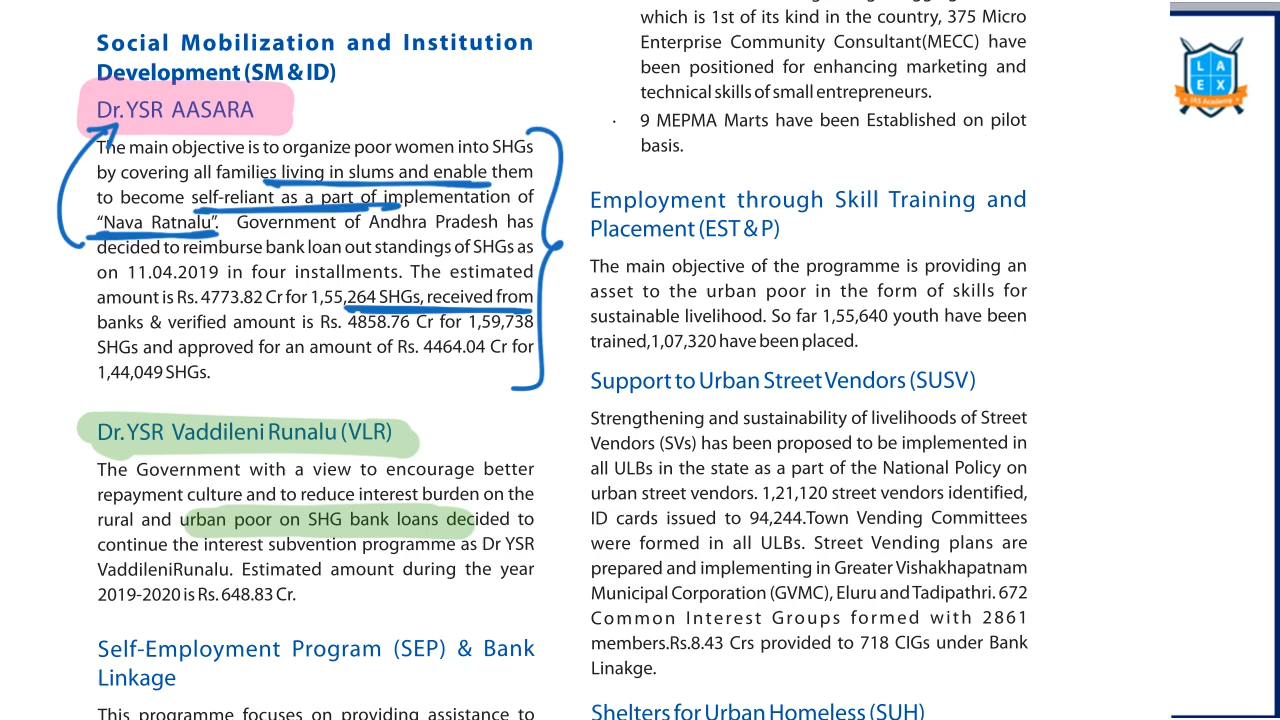 Social Mobilization and Institution
Development (SM & ID)
Dr. YSR AASARA
The main objective is to organize poor women into SHGs
by covering all families living in slums and enable them
to become self-reliant as a part of implementation of
“Nava Ratnalu”. Government of Andhra Pradesh has
decided to reimburse bank loan out standings of SHGs as
on 11.04.2019 in four installments. The estimated
amount is Rs. 4773.82 Cr for 1,55,264 SHGs, received from
banks & verified amount is Rs. 4858.76 Cr for 1,59,738
SHGs and approved for an amount of Rs. 4464.04 Cr for
1,44,049 SHGs.
Dr. YSR Vaddileni Runalu (VLR)
The Government with a view to encourage better
repayment culture and to reduce interest burden on the
rural and urban poor on SHG bank loans decided to
continue the interest subvention programme as Dr YSR
VaddileniRunalu. Estimated amount during the year
2019-2020 is Rs. 648.83 Cr.
Self-Employment Program (SEP) & Bank
Linkage
This programme focuses on providing assistance to
which is 1st of its kind in the country, 375 Micro
Enterprise Community Consultant(MECC) have
been positioned for enhancing marketing and
technical skills of small entrepreneurs.
· 9 MEPMA Marts have been Established on pilot
basis.
Employment through Skill Training and
Placement (EST & P)
The main objective of the programme is providing an
asset to the urban poor in the form of skills for
sustainable livelihood. So far 1,55,640 youth have been
trained,1,07,320 have been placed.
Support to Urban Street Vendors (SUSV)
Strengthening and sustainability of livelihoods of Street
Vendors (SVs) has been proposed to be implemented in
all ULBs in the state as a part of the National Policy on
urban street vendors. 1,21,120 street vendors identified,
ID cards issued to 94,244.Town Vending Committees
were formed in all ULBs. Street Vending plans are
prepared and implementing in Greater Vishakhapatnam
Municipal Corporation (GVMC), Eluru and Tadipathri. 672
Common Interest Groups formed with 2861
members.Rs.8.43 Crs provided to 718 CIGs under Bank
Linakge.
Shelters for Urban Homeless (SUH)
L A
E X
IAS Academy